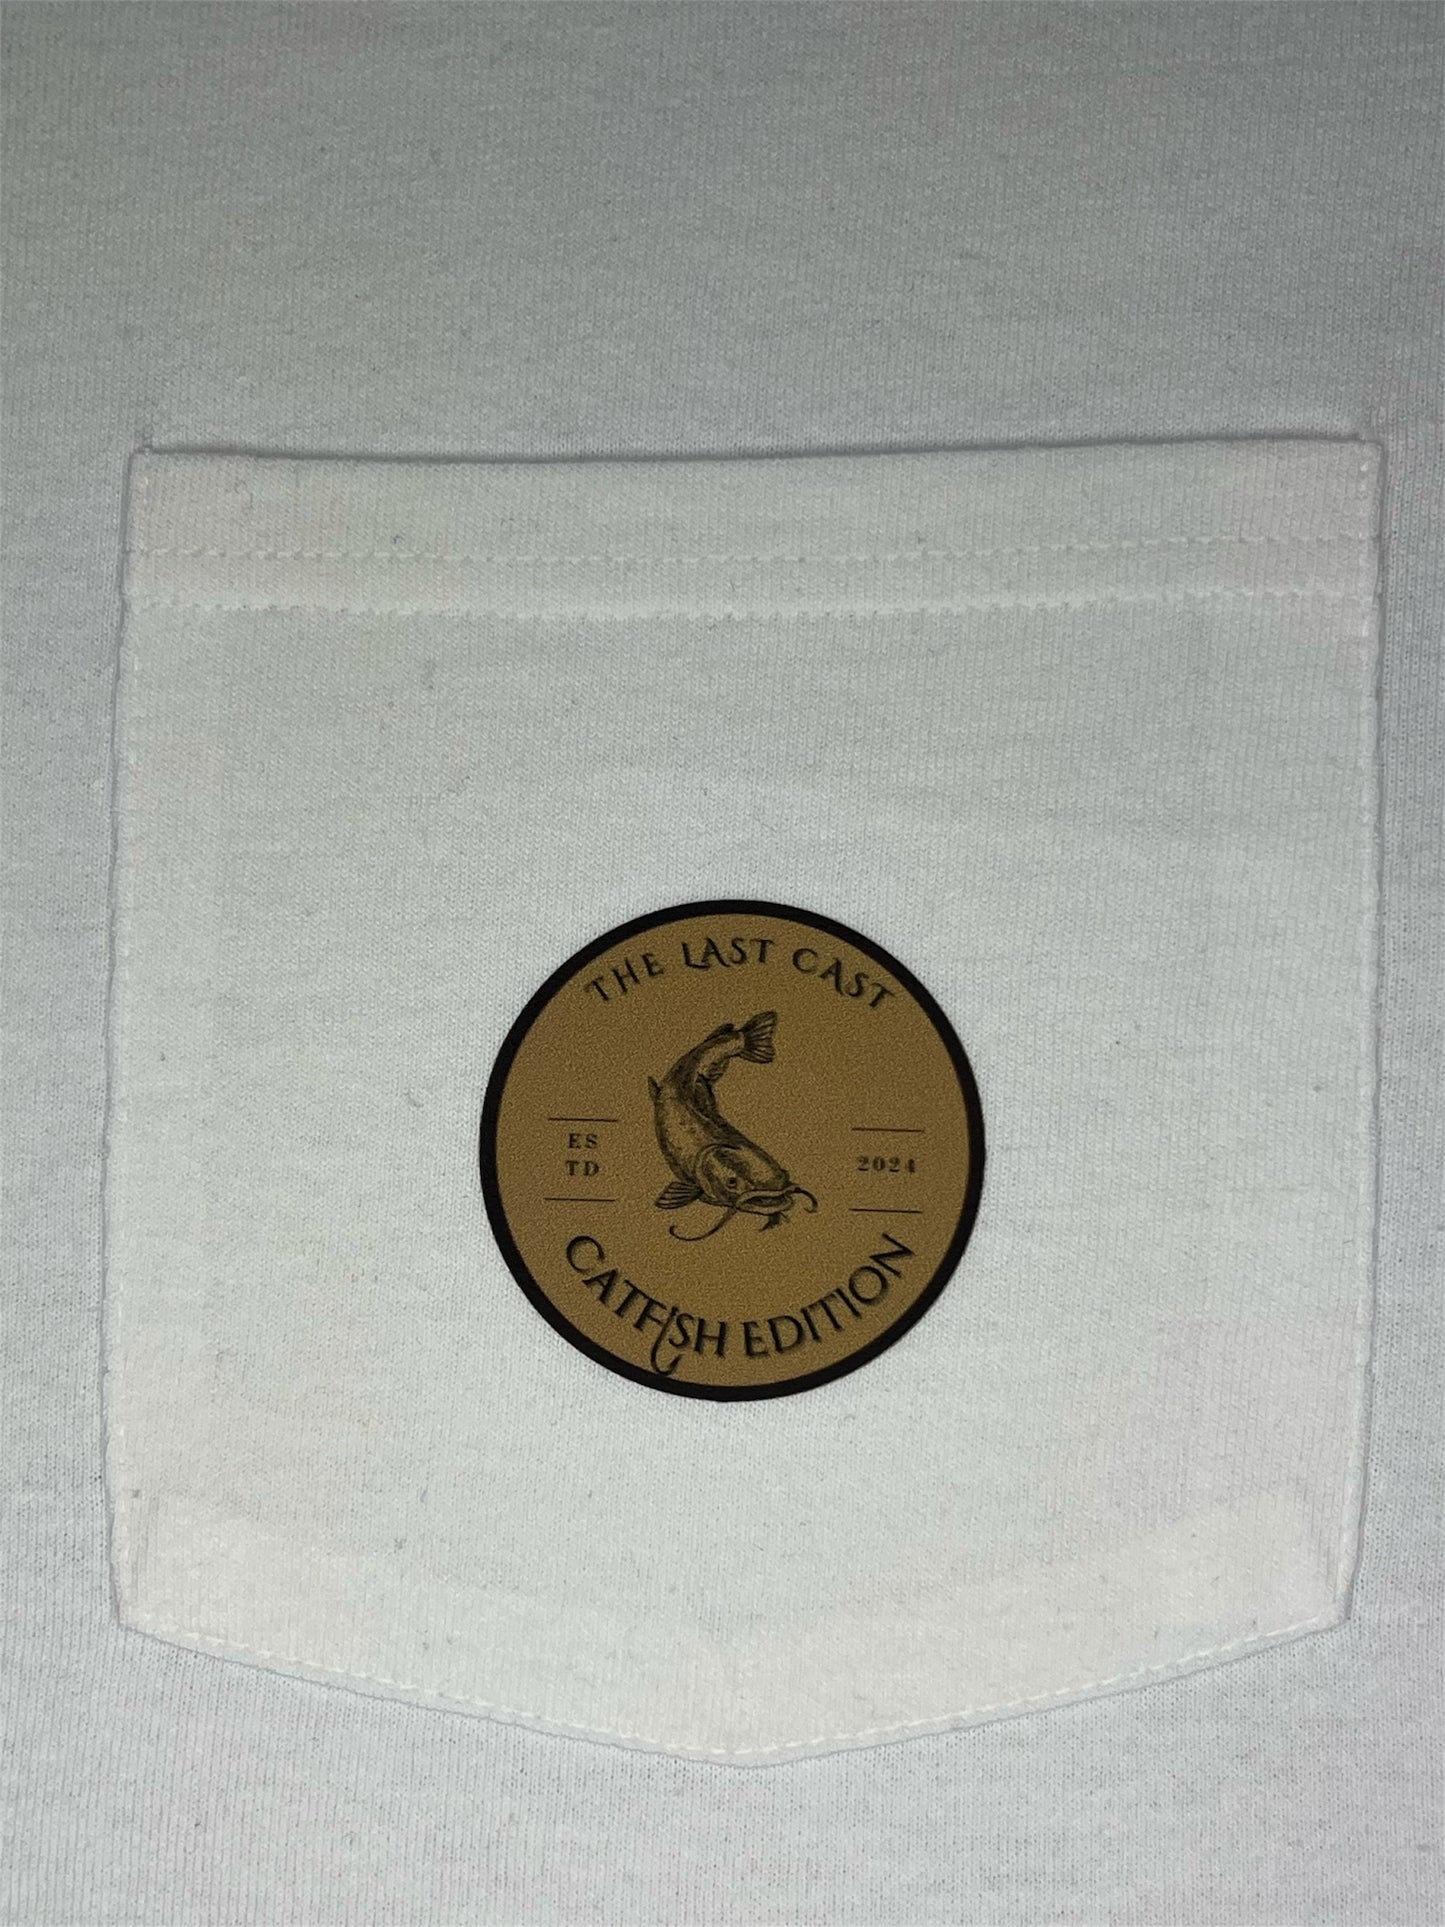 THE LAST CAST
ES
TD
2024
CATFISH EDITION